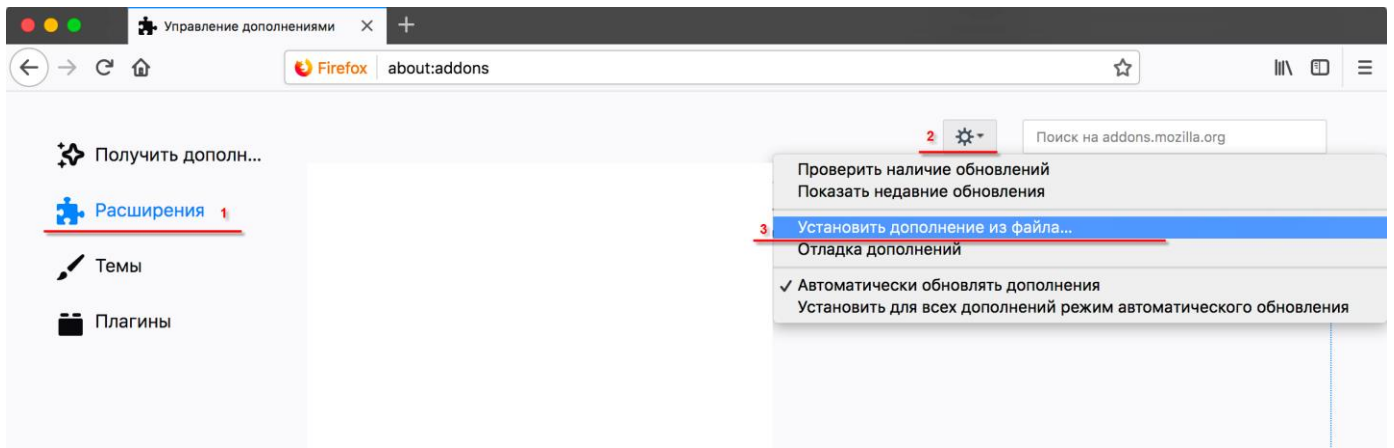 Управление дополнениями
Firefox about:addons
2
Поиск на addons.mozilla.org
Получить дополн...
Проверить наличие обновлений
Показать недавние обновления
Расширения 1
3 Установить дополнение из файла...
Отладка дополнений
Темы
✓ Автоматически обновлять дополнения
Установить для всех дополнений режим автоматического обновления
Плагины